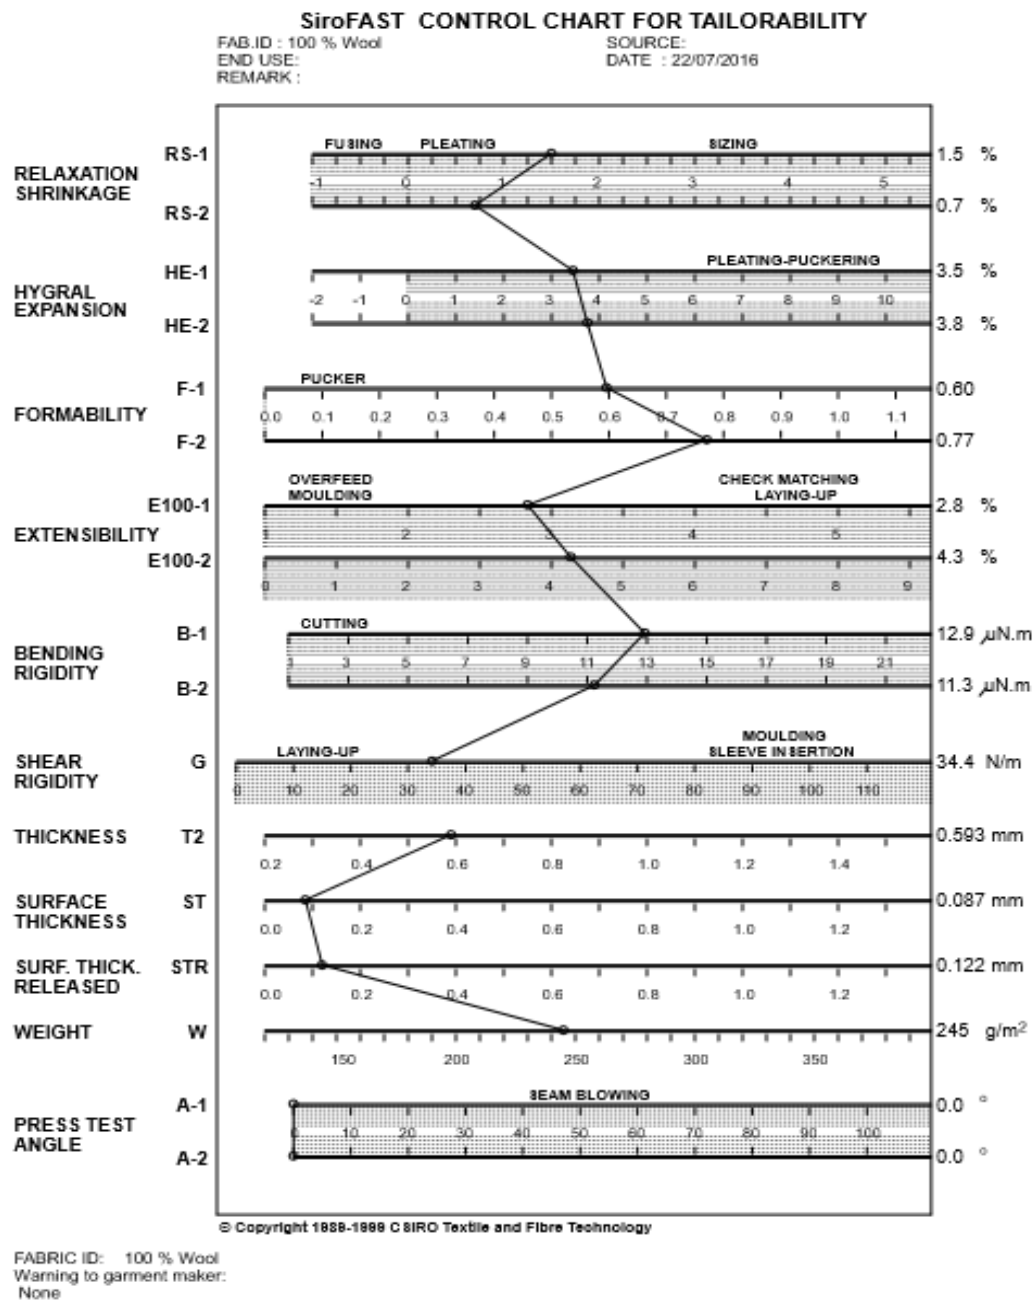 SiroFAST CONTROL CHART FOR TAILORABILITY
FAB.ID : 100 % Wool SOURCE:
END USE: DATE : 22/07/2016
REMARK :
FUSING PLEATING SIZING
RS-1 1.5 %
RELAXATION
SHRINKAGE
-1 0 1 2 3 4 5
RS-2 0.7 %
PLEATING-PUCKERING
HE-1 3.5 %
HYGRAL
EXPANSION
-2 -1 0 1 2 3 4 5 6 7 8 9 10
HE-2 3.8 %
PUCKER
F-1 0.60
FORMABILITY
0.0 0.1 0.2 0.3 0.4 0.5 0.6 0.7 0.8 0.9 1.0 1.1
F-2 0.77
OVERFEED CHECK MATCHING
MOULDING LAYING-UP
E100-1 2.8 %
EXTENSIBILITY
1 2 3 4 5
E100-2 4.3 %
0 1 2 3 4 5 6 7 8 9
CUTTING
B-1 12.9 µN.m
BENDING
RIGIDITY
1 3 5 7 9 11 13 15 17 19 21
B-2 11.3 µN.m
MOULDING
LAYING-UP SLEEVE INSERTION
SHEAR
RIGIDITY
G 34.4 N/m
0 10 20 30 40 50 60 70 80 90 100 110
THICKNESS T2 0.593 mm
0.2 0.4 0.6 0.8 1.0 1.2 1.4
SURFACE
THICKNESS
ST 0.087 mm
0.0 0.2 0.4 0.6 0.8 1.0 1.2
SURF. THICK.
RELEASED
STR 0.122 mm
0.0 0.2 0.4 0.6 0.8 1.0 1.2
WEIGHT W 245 g/m²
150 200 250 300 350
SEAM BLOWING
A-1 0.0 °
PRESS TEST
ANGLE
0 10 20 30 40 50 60 70 80 90 100
A-2 0.0 °
© Copyright 1989-1999 CSIRO Textile and Fibre Technology
FABRIC ID: 100 % Wool
Warning to garment maker:
None